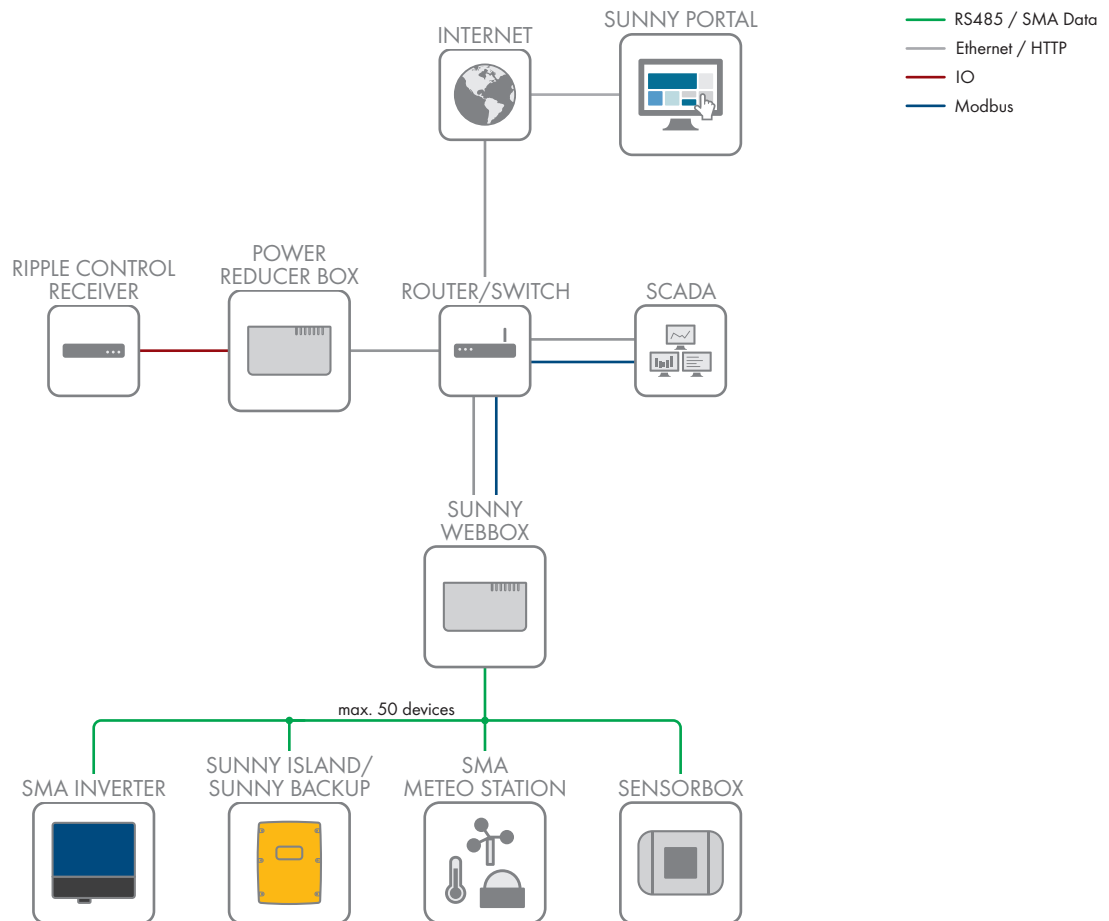 SUNNY PORTAL
INTERNET
RS485 / SMA Data
Ethernet / HTTP
IO
Modbus
RIPPLE CONTROL
RECEIVER
POWER
REDUCER BOX
ROUTER/SWITCH
SCADA
SUNNY
WEBBOX
max. 50 devices
SMA INVERTER
SUNNY ISLAND/
SUNNY BACKUP
SMA
METEO STATION
SENSORBOX